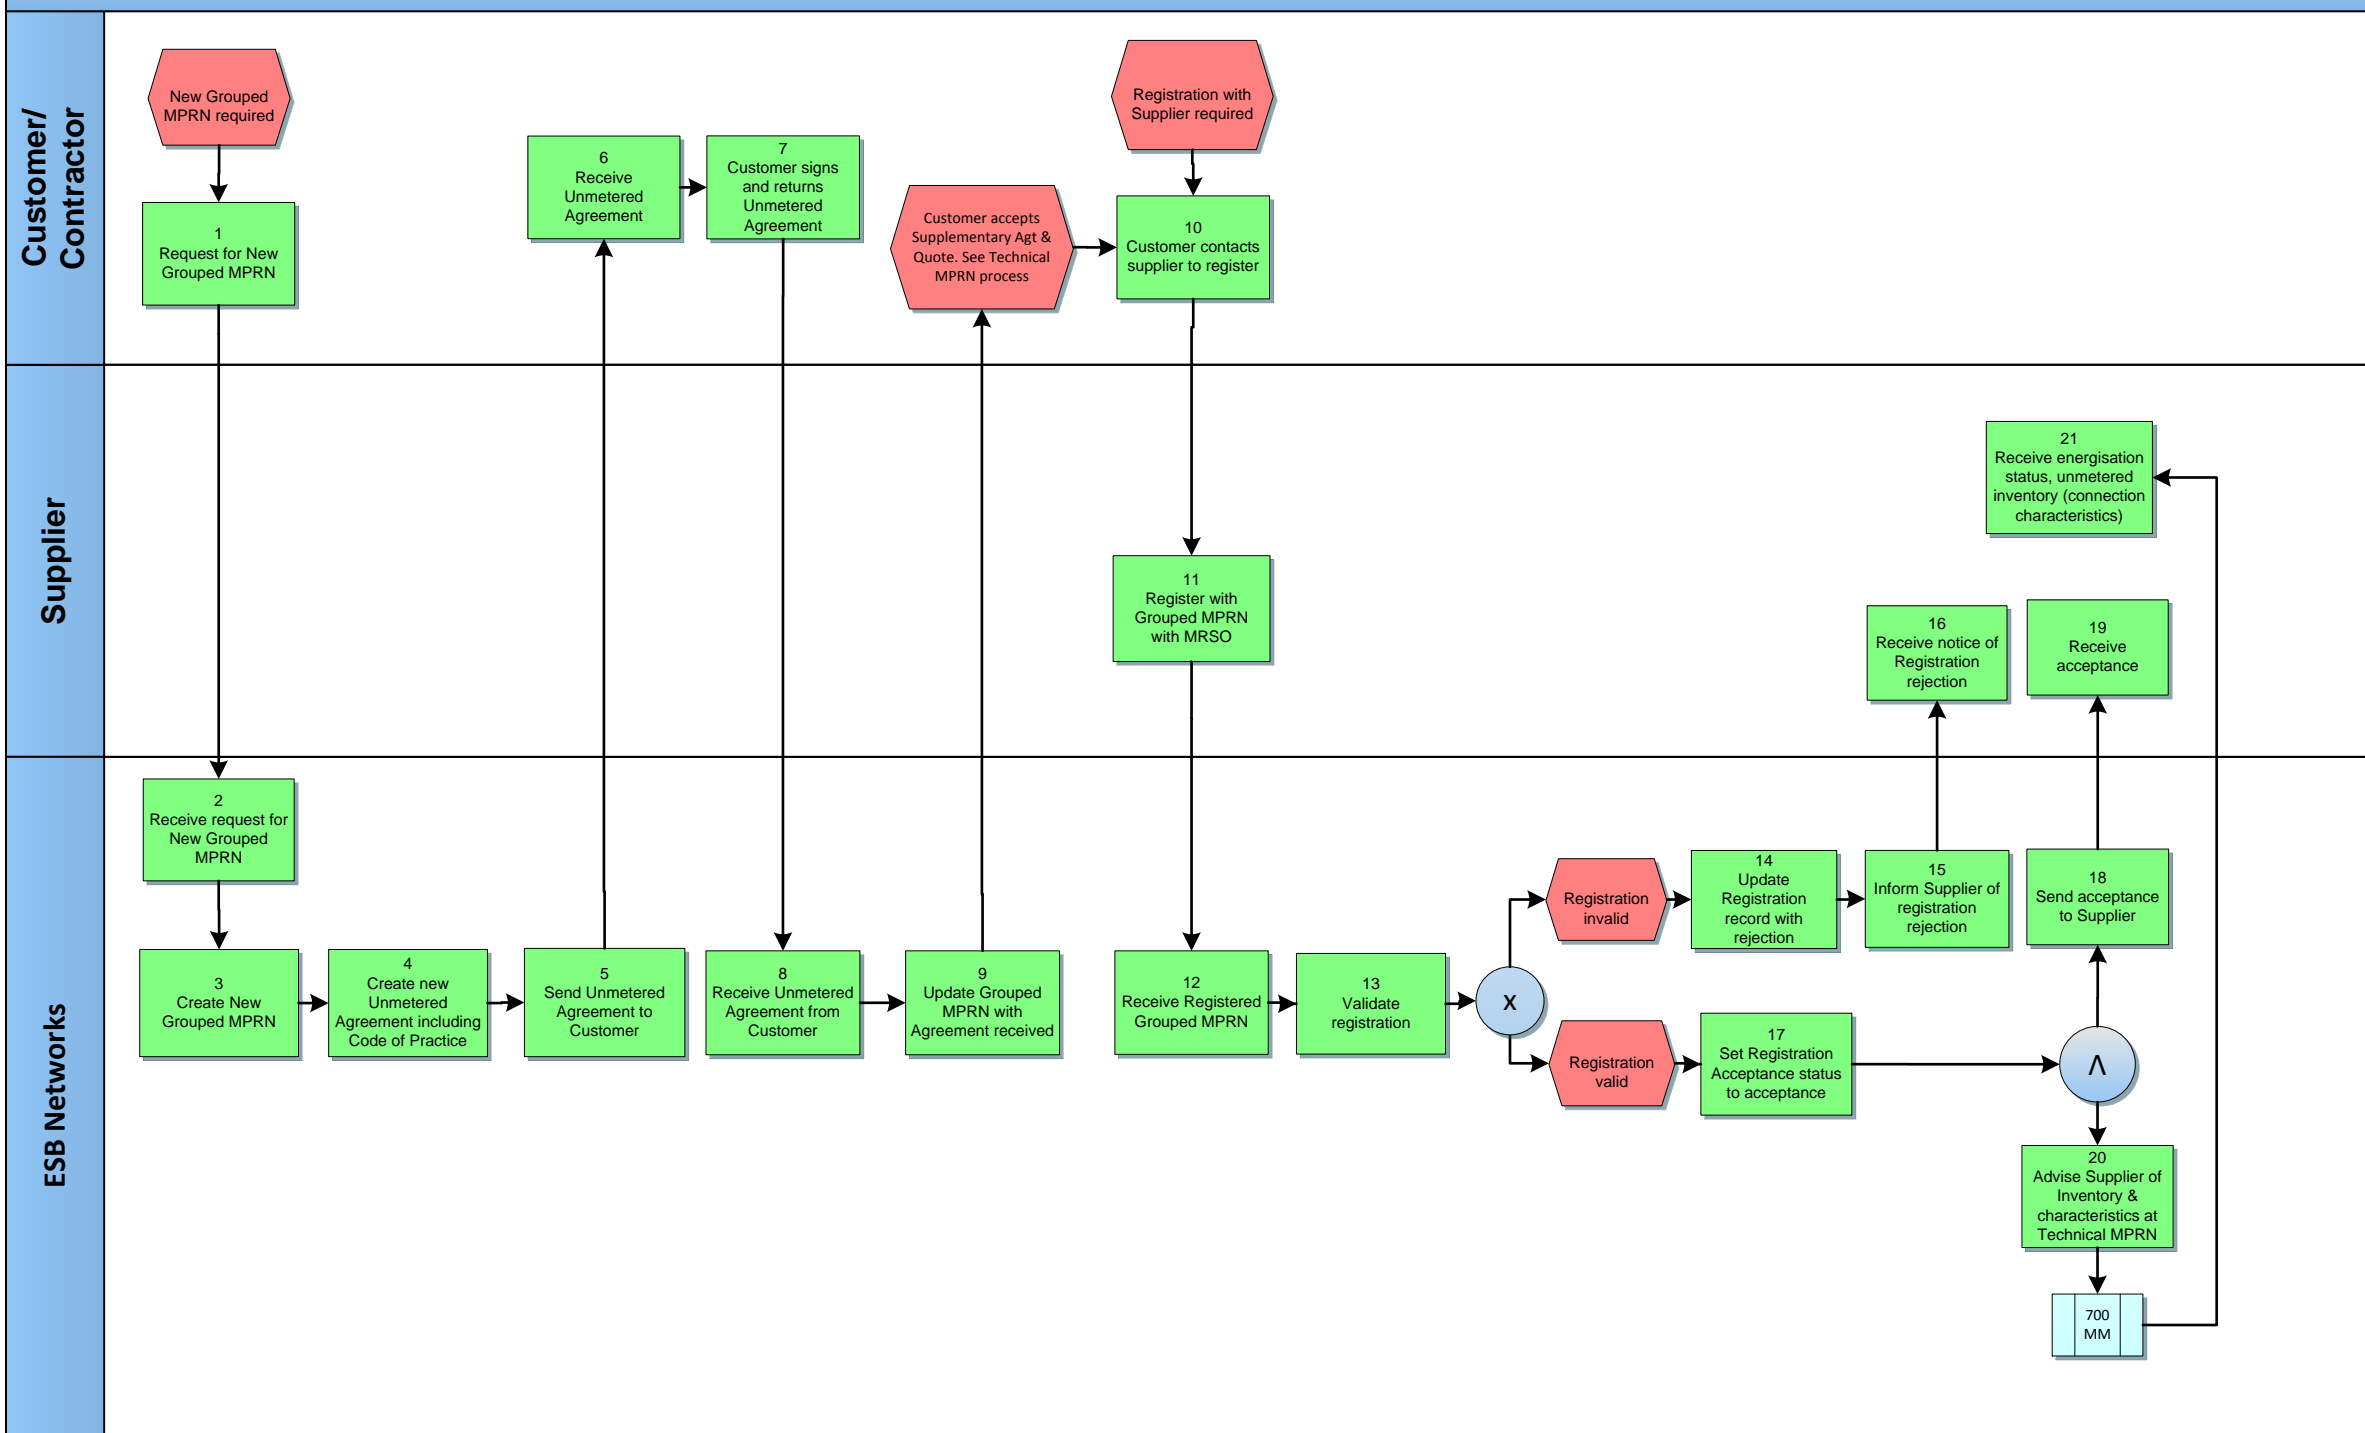 Customer/
Contractor
New Grouped
MPRN required
1
Request for New
Grouped MPRN
6
Receive
Unmetered
Agreement
7
Customer signs
and returns
Unmetered
Agreement
Customer accepts
Supplementary Agt &
Quote. See Technical
MPRN process
Registration with
Supplier required
10
Customer contacts
supplier to register
Supplier
11
Register with
Grouped MPRN
with MRSO
16
Receive notice of
Registration
rejection
19
Receive
acceptance
21
Receive energisation
status, unmetered
inventory (connection
characteristics)
ESB Networks
2
Receive request for
New Grouped
MPRN
3
Create New
Grouped MPRN
4
Create new
Unmetered
Agreement including
Code of Practice
5
Send Unmetered
Agreement to
Customer
8
Receive Unmetered
Agreement from
Customer
9
Update Grouped
MPRN with
Agreement received
12
Receive Registered
Grouped MPRN
13
Validate
registration
X
Registration
invalid
14
Update
Registration
record with
rejection
15
Inform Supplier of
registration
rejection
Registration
valid
17
Set Registration
Acceptance status
to acceptance
18
Send acceptance
to Supplier
Λ
20
Advise Supplier of
Inventory &
characteristics at
Technical MPRN
700
MM